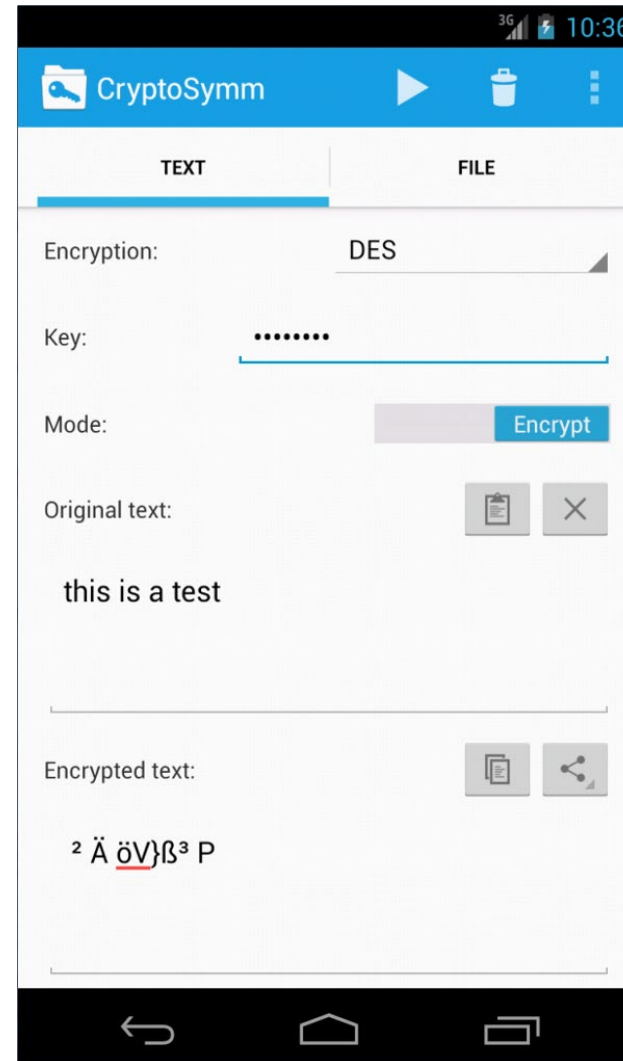 3G 10:36
CryptoSymm
TEXT FILE
Encryption: DES
Key: ••••••••
Mode: Encrypt
Original text:
this is a test
Encrypted text:
² Ä öV}ß³ P